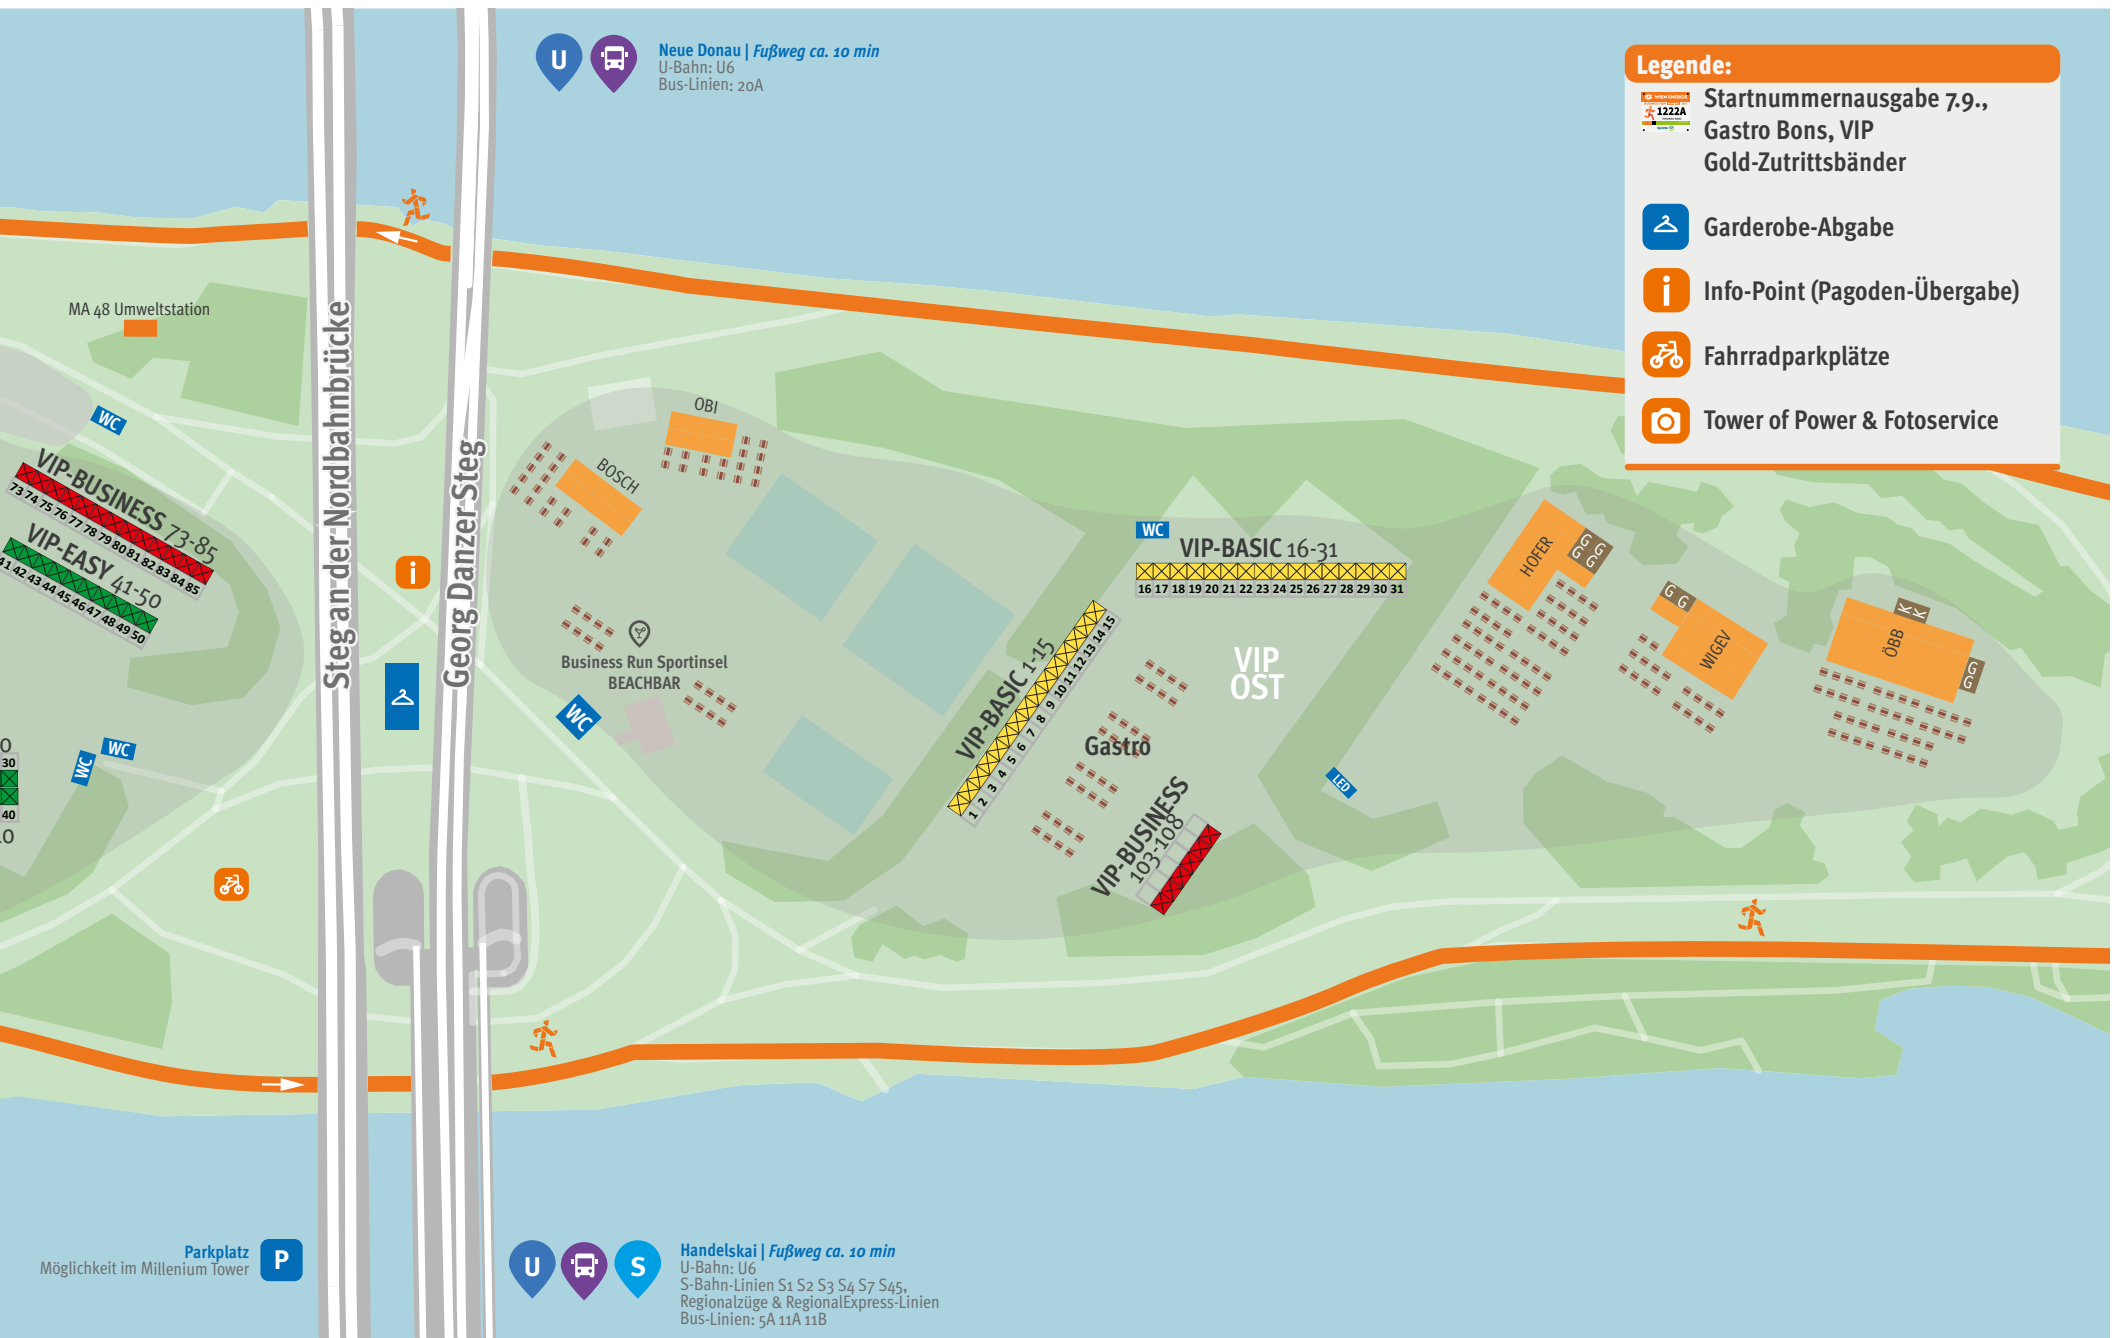 U
Neue Donau | Fußweg ca. 10 min
U-Bahn: U6
Bus-Linien: 20A
Legende:
WIEN ENERGIE
1222A
Startnummernausgabe 7.9.,
Gastro Bons, VIP
Gold-Zutrittsbänder
Garderobe-Abgabe
i
Info-Point (Pagoden-Übergabe)
Fahrradparkplätze
Tower of Power & Fotoservice
MA 48 Umweltstation
Steg an der Nordbahnbrücke
Georg Danzer Steg
WC
VIP-BUSINESS 73-85
73 74 75 76 77 78 79 80 81 82 83 84 85
VIP-EASY 41-50
41 42 43 44 45 46 47 48 49 50
i
WC
WC
0
30
40
.0
OBI
BOSCH
Business Run Sportinsel
BEACHBAR
WC
WC
VIP-BASIC 16-31
16 17 18 19 20 21 22 23 24 25 26 27 28 29 30 31
VIP-BASIC 1-15
1 2 3 4 5 6 7 8 9 10 11 12 13 14 15
VIP
OST
Gastro
VIP-BUSINESS
103-108
LED
HOFER
G G
G G
G G
WIGEV
K K
ÖBB
G G
Parkplatz
Möglichkeit im Millenium Tower
P
U
S
Handelskai | Fußweg ca. 10 min
U-Bahn: U6
S-Bahn-Linien S1 S2 S3 S4 S7 S45,
Regionalzüge & RegionalExpress-Linien
Bus-Linien: 5A 11A 11B